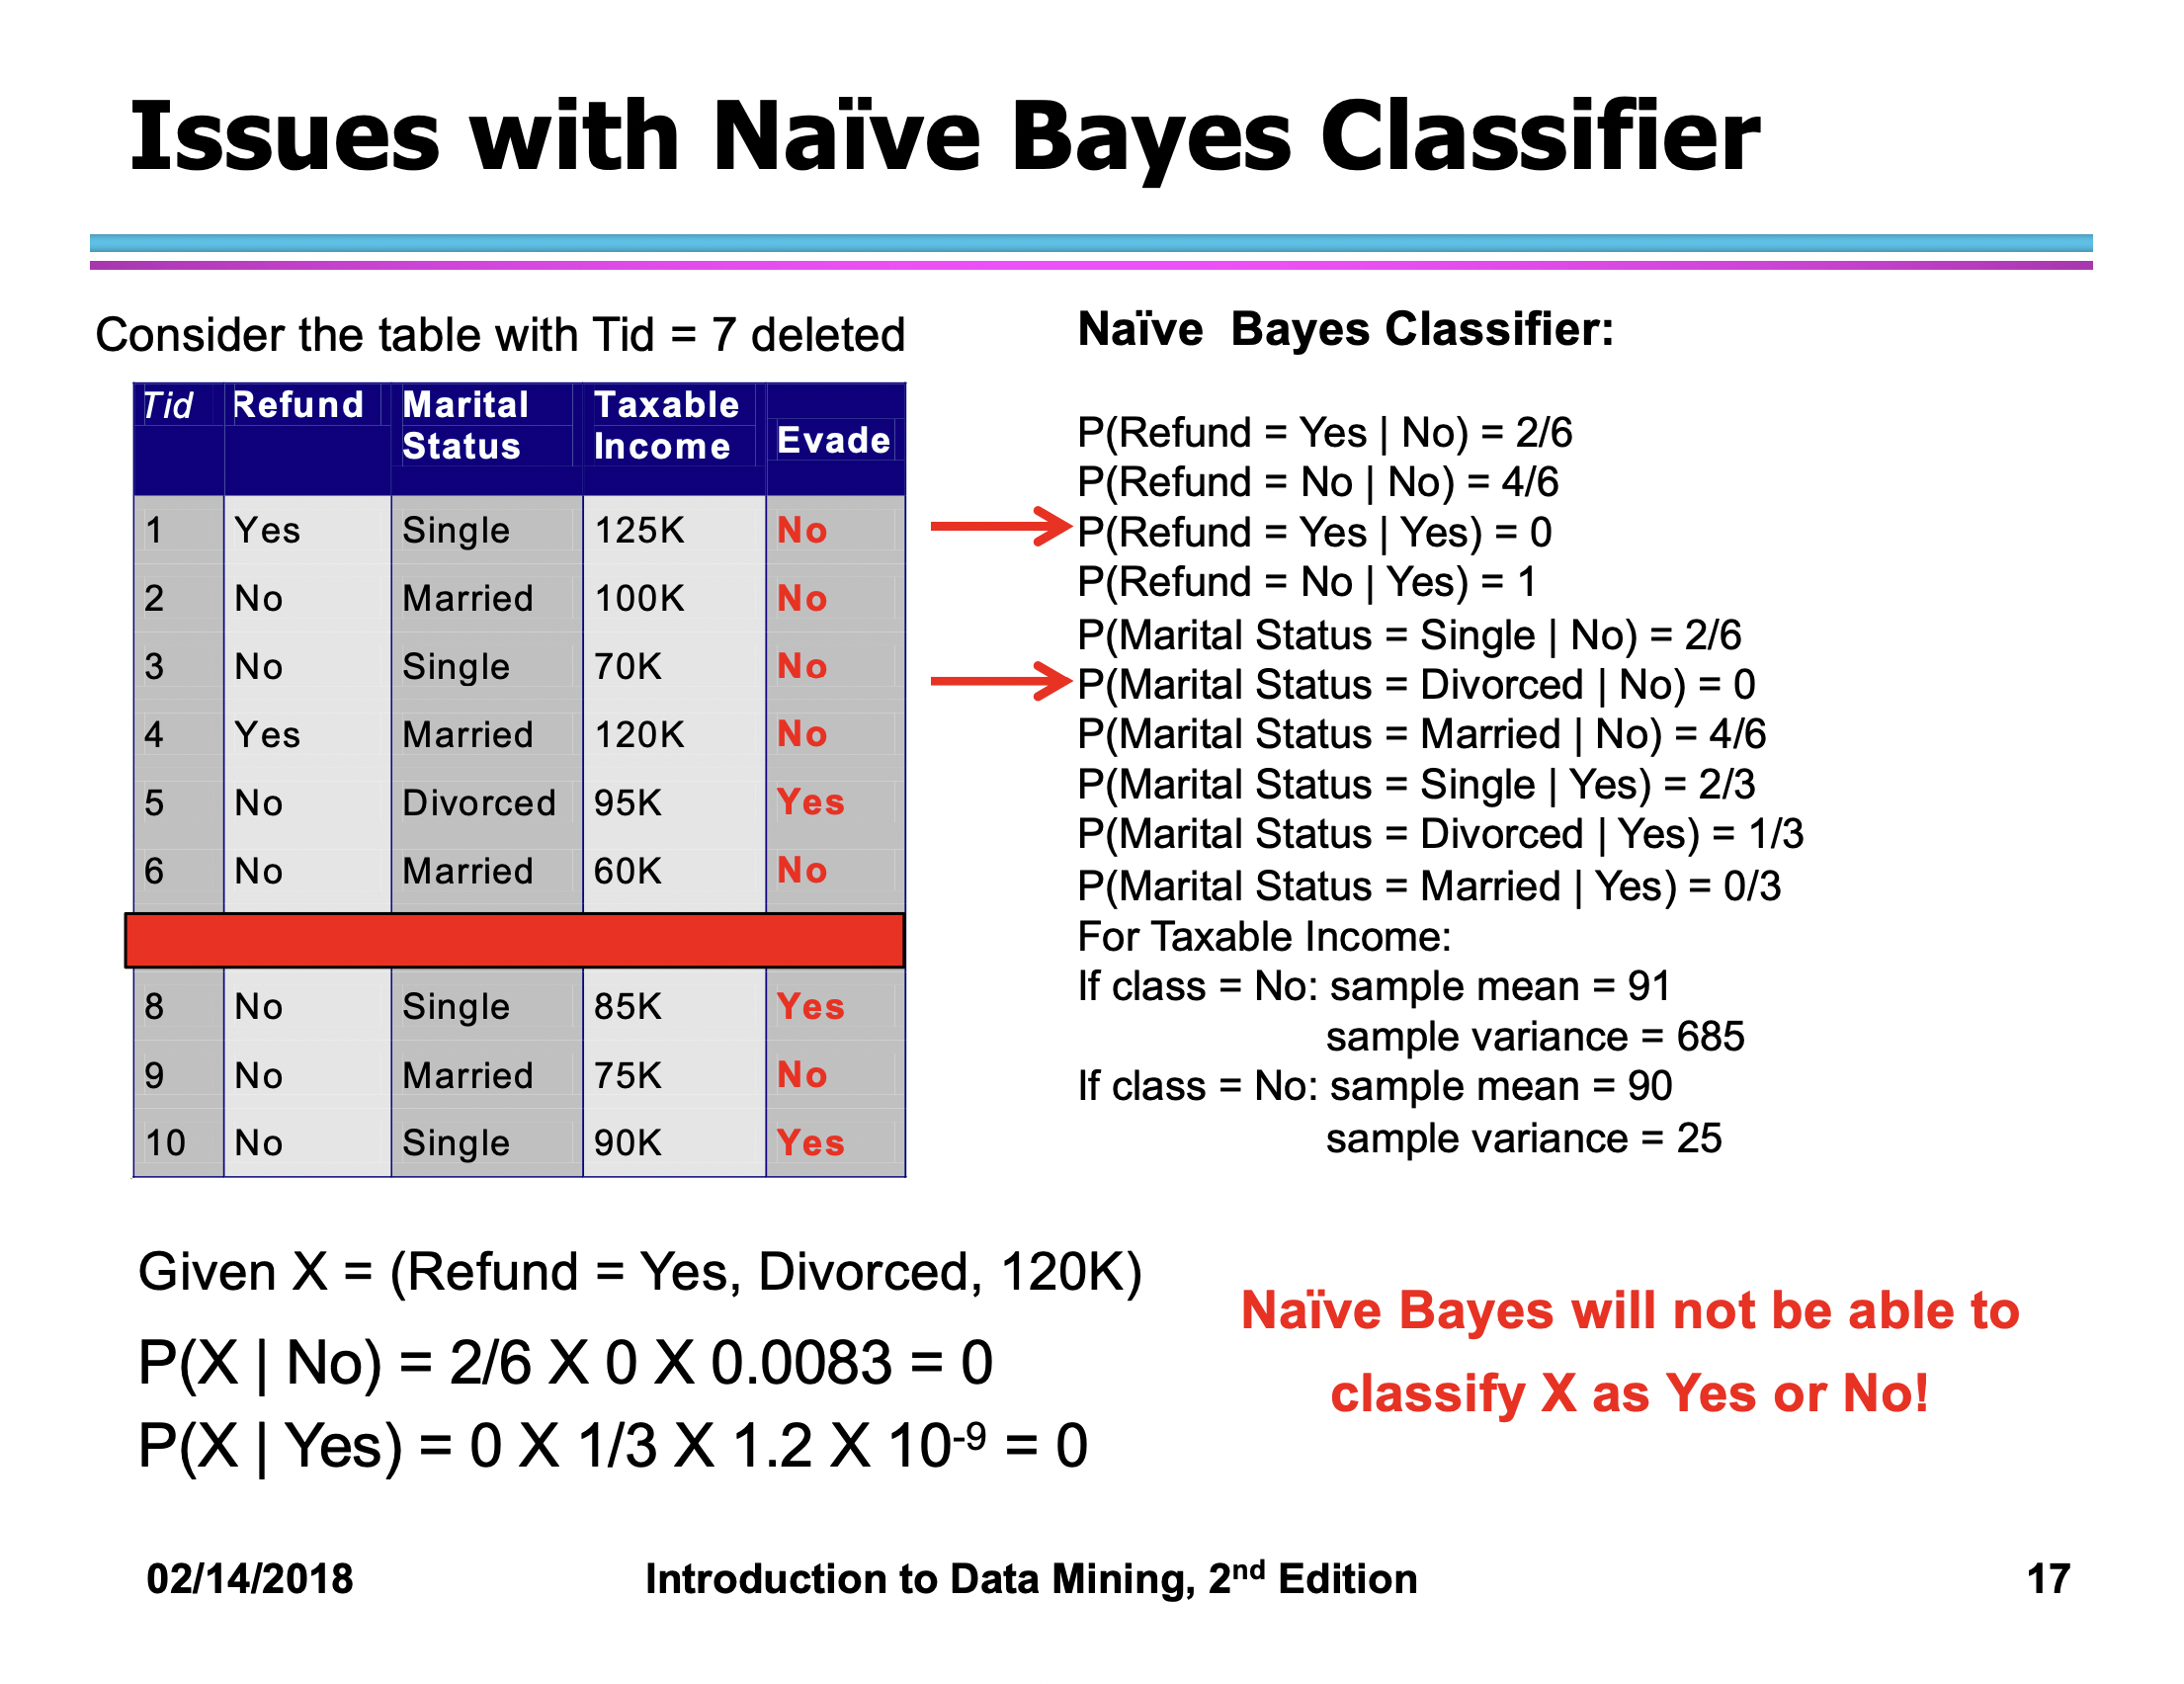 Issues with Naïve Bayes Classifier
Consider the table with Tid = 7 deleted
Tid Refund Marital Status Taxable Income Evade
1 Yes Single 125K No
2 No Married 100K No
3 No Single 70K No
4 Yes Married 120K No
5 No Divorced 95K Yes
6 No Married 60K No
8 No Single 85K Yes
9 No Married 75K No
10 No Single 90K Yes
Naïve Bayes Classifier:
P(Refund = Yes | No) = 2/6
P(Refund = No | No) = 4/6
P(Refund = Yes | Yes) = 0
P(Refund = No | Yes) = 1
P(Marital Status = Single | No) = 2/6
P(Marital Status = Divorced | No) = 0
P(Marital Status = Married | No) = 4/6
P(Marital Status = Single | Yes) = 2/3
P(Marital Status = Divorced | Yes) = 1/3
P(Marital Status = Married | Yes) = 0/3
For Taxable Income:
If class = No: sample mean = 91
sample variance = 685
If class = No: sample mean = 90
sample variance = 25
Given X = (Refund = Yes, Divorced, 120K)
P(X | No) = 2/6 X 0 X 0.0083 = 0
P(X | Yes) = 0 X 1/3 X 1.2 X 10⁻⁹ = 0
Naïve Bayes will not be able to
classify X as Yes or No!
02/14/2018 Introduction to Data Mining, 2nd Edition 17